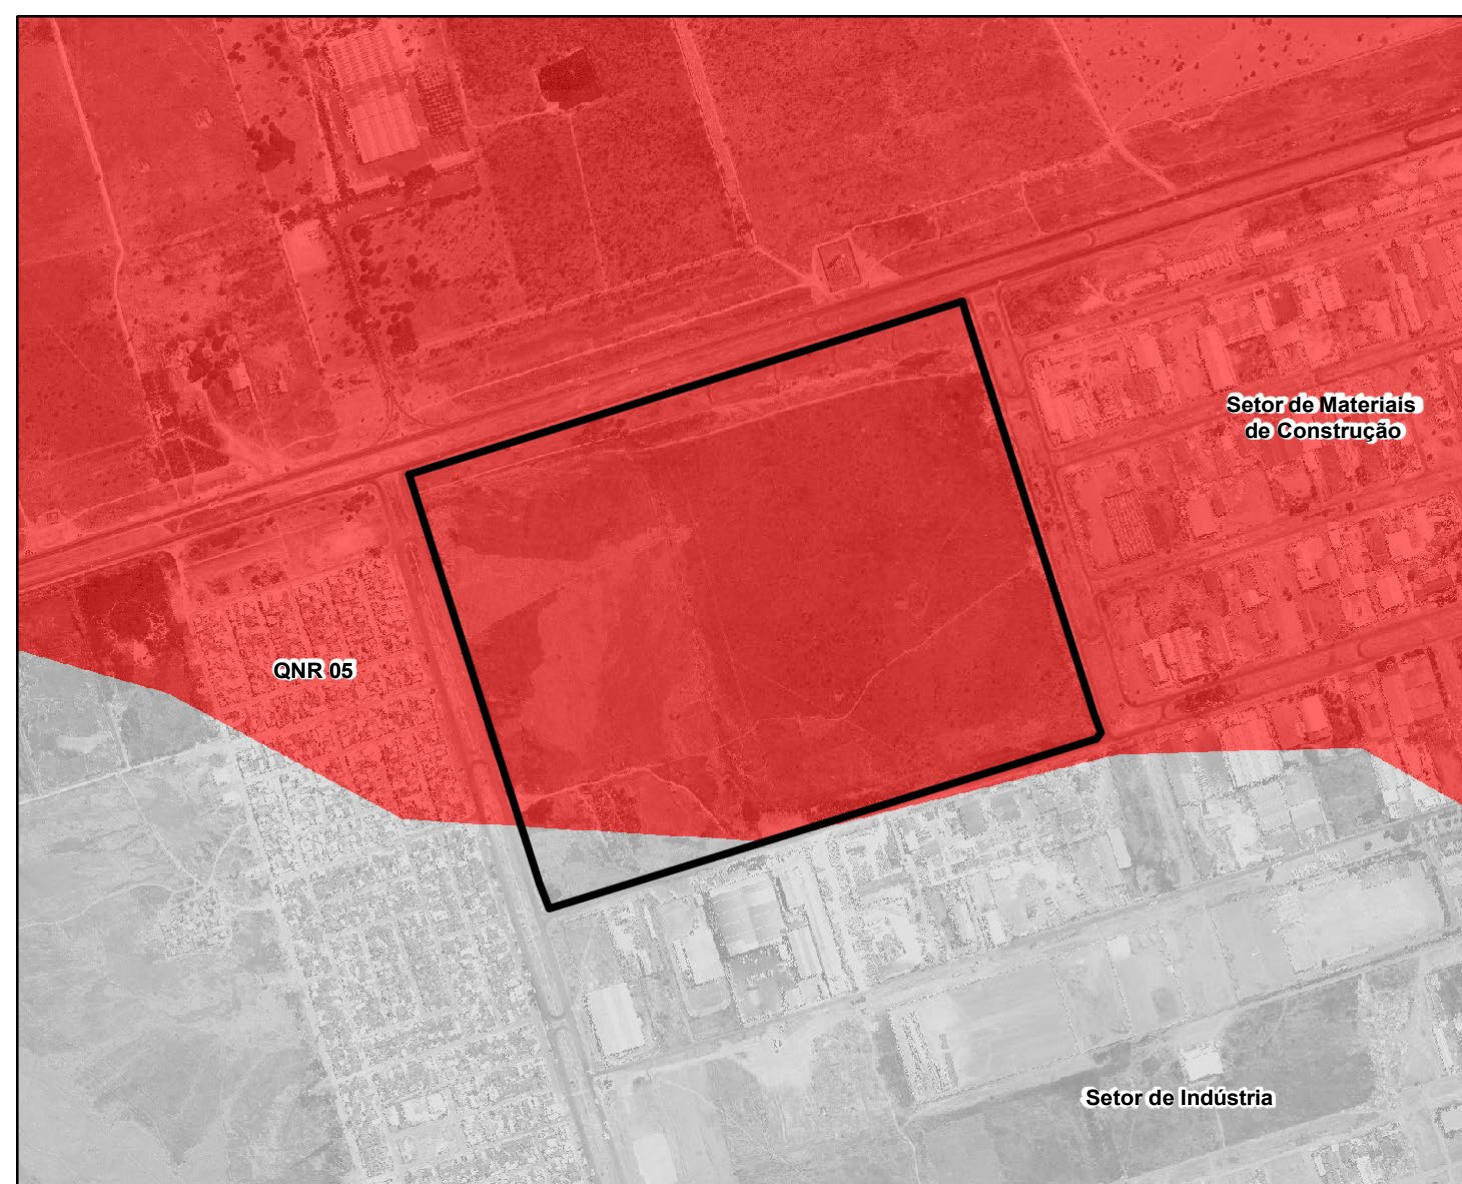 Setor de Materiais
de Construção
QNR 05
Setor de Indústria